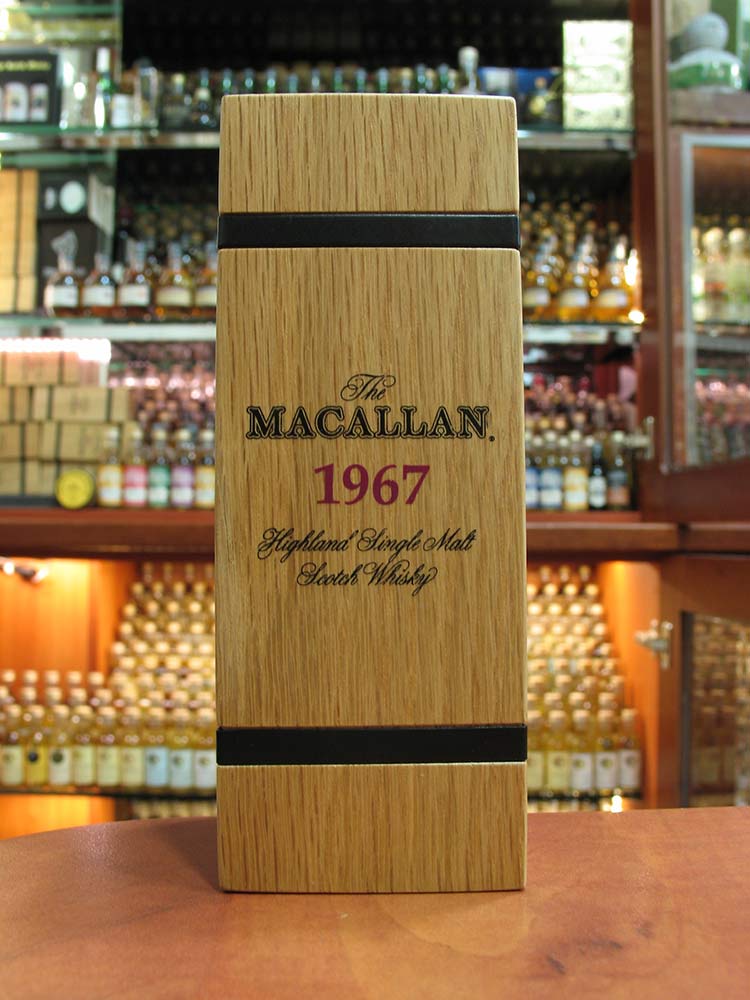 The
MACALLAN®
1967
Highland Single Malt
Scotch Whisky